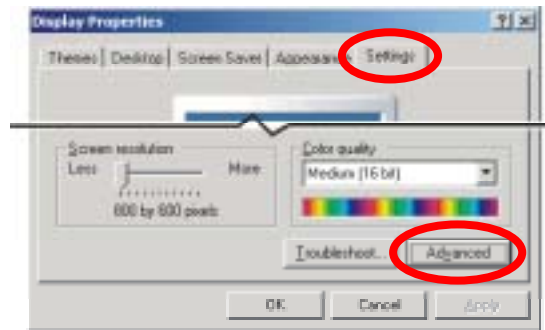 Display Properties
Themes Desktop Screen Saver Appearance Settings
Screen resolution
Less More
800 by 600 pixels
Color quality
Medium (16 bit)
Troubleshoot... Advanced
OK Cancel Apply